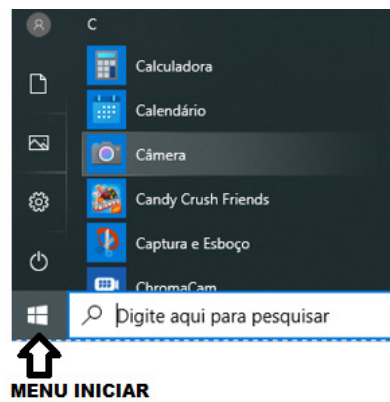 C
Calculadora
Calendário
Câmera
Candy Crush Friends
Captura e Esboço
ChromaCam
Digite aqui para pesquisar
MENU INICIAR